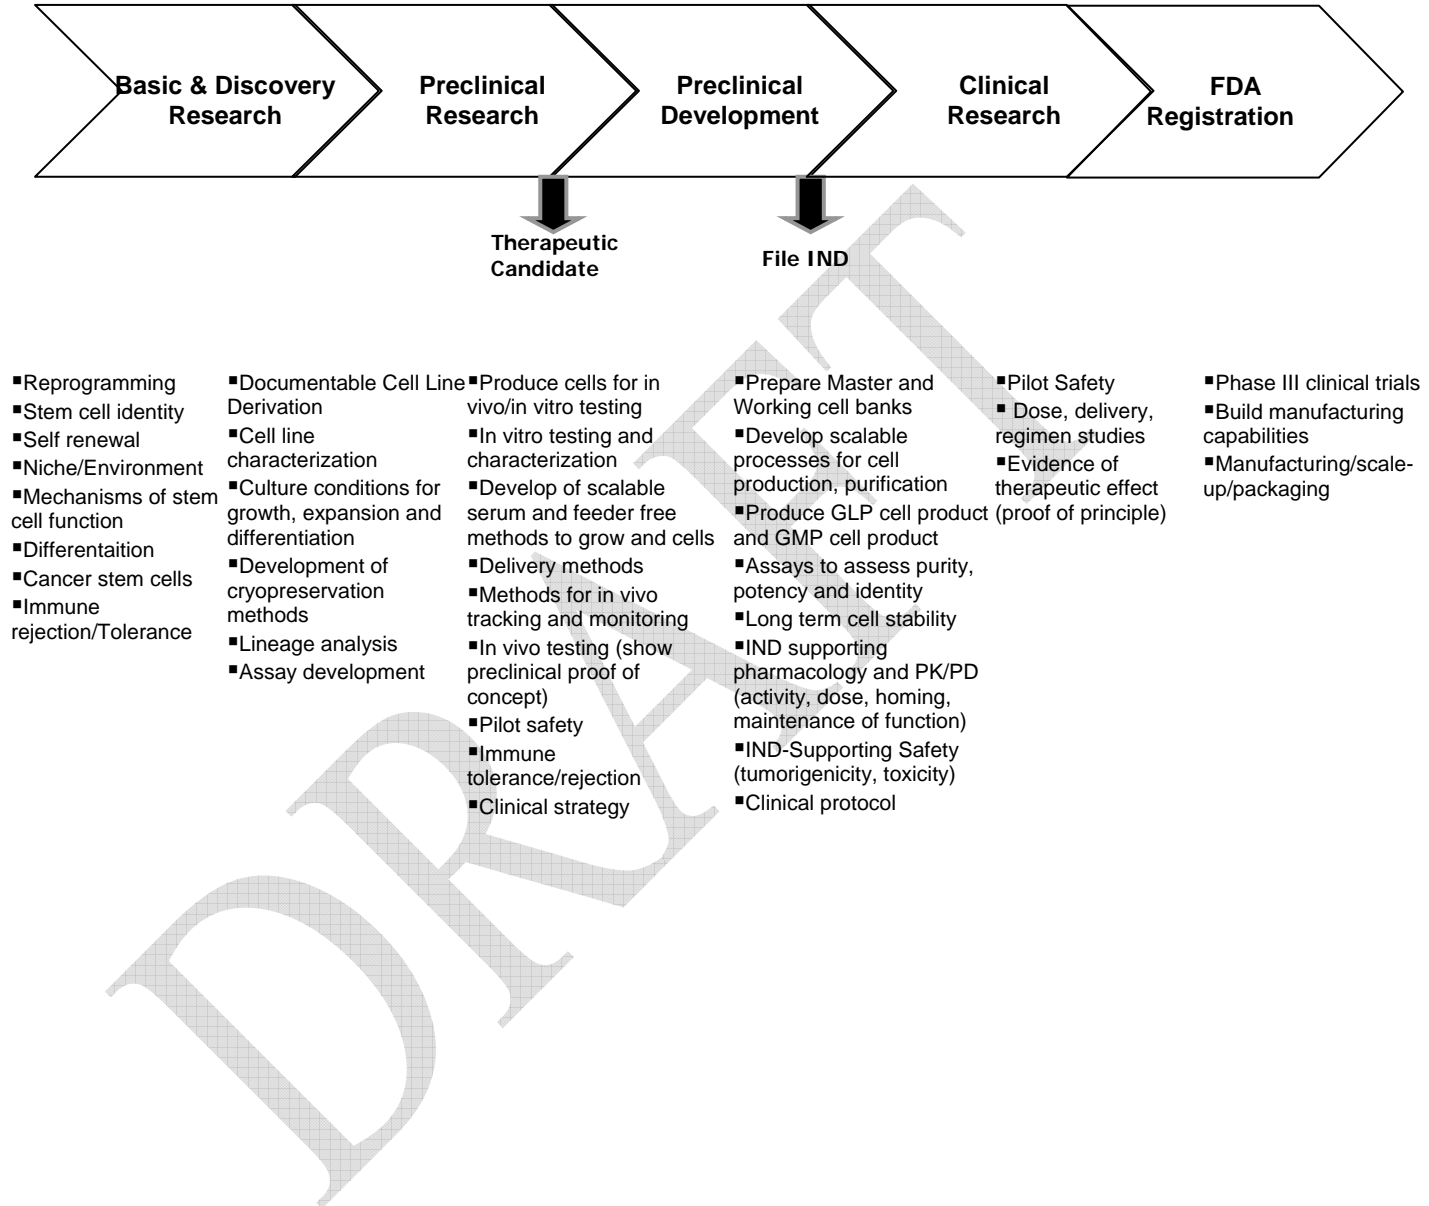 Basic & Discovery
Research
Preclinical
Research
Preclinical
Development
Clinical
Research
FDA
Registration
Therapeutic
Candidate
File IND
▪Reprogramming
▪Stem cell identity
▪Self renewal
▪Niche/Environment
▪Mechanisms of stem
cell function
▪Differentaition
▪Cancer stem cells
▪Immune
rejection/Tolerance
▪Documentable Cell Line
Derivation
▪Cell line
characterization
▪Culture conditions for
growth, expansion and
differentiation
▪Development of
cryopreservation
methods
▪Lineage analysis
▪Assay development
▪Produce cells for in
vivo/in vitro testing
▪In vitro testing and
characterization
▪Develop of scalable
serum and feeder free
methods to grow and cells
▪Delivery methods
▪Methods for in vivo
tracking and monitoring
▪In vivo testing (show
preclinical proof of
concept)
▪Pilot safety
▪Immune
tolerance/rejection
▪Clinical strategy
▪Prepare Master and
Working cell banks
▪Develop scalable
processes for cell
production, purification
▪Produce GLP cell product
and GMP cell product
▪Assays to assess purity,
potency and identity
▪Long term cell stability
▪IND supporting
pharmacology and PK/PD
(activity, dose, homing,
maintenance of function)
▪IND-Supporting Safety
(tumorigenicity, toxicity)
▪Clinical protocol
▪Pilot Safety
▪ Dose, delivery,
regimen studies
▪Evidence of
therapeutic effect
(proof of principle)
▪Phase III clinical trials
▪Build manufacturing
capabilities
▪Manufacturing/scale-
up/packaging
DRAFT